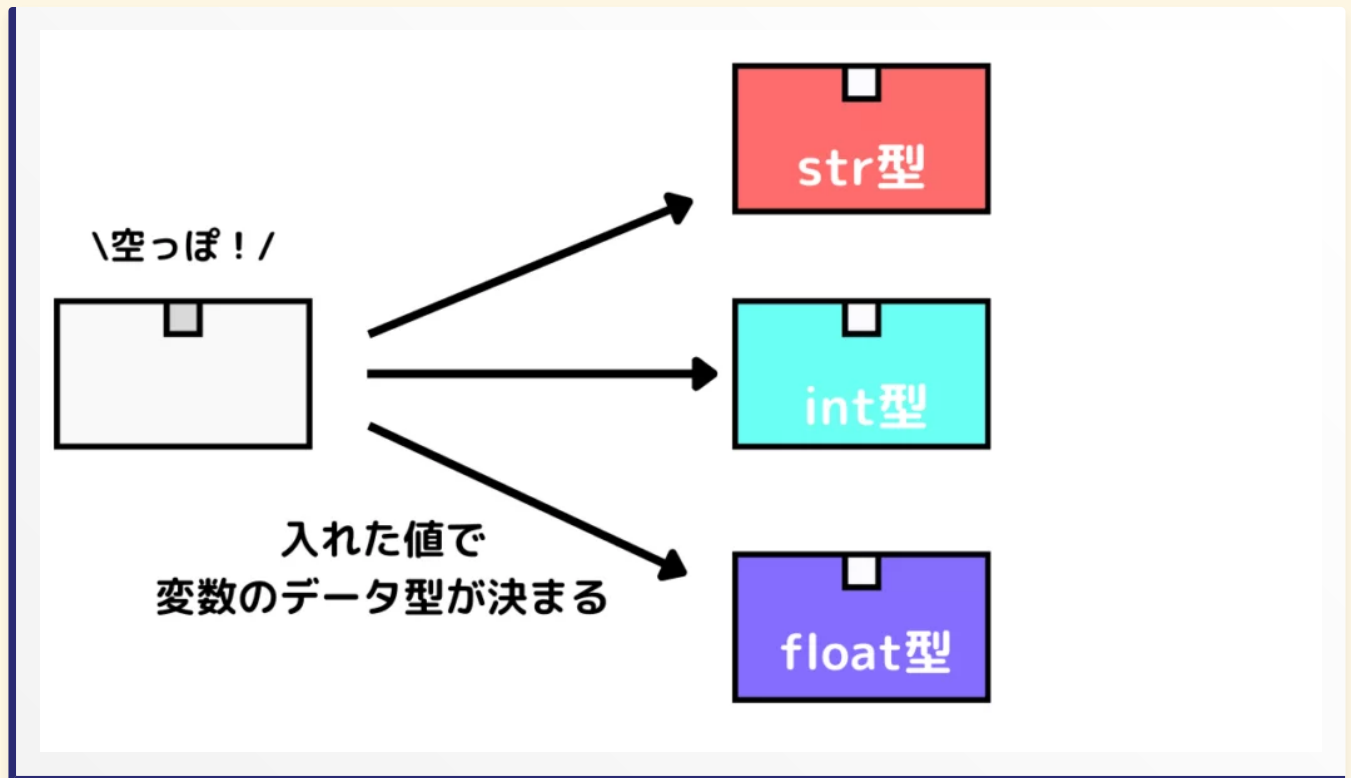 \空っぽ！/
入れた値で
変数のデータ型が決まる
str型
int型
float型